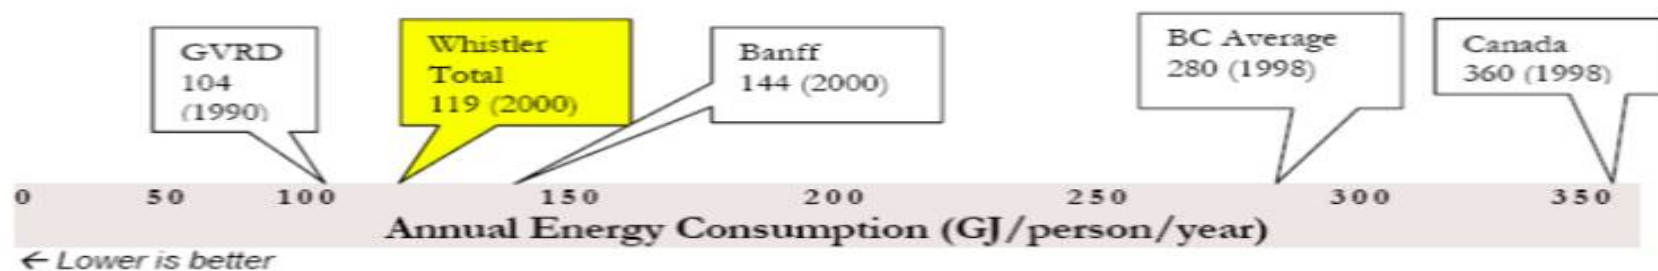 GVRD
104
(1990)
Whistler
Total
119 (2000)
Banff
144 (2000)
BC Average
280 (1998)
Canada
360 (1998)
0 50 100 150 200 250 300 350
Annual Energy Consumption (GJ/person/year)
← Lower is better